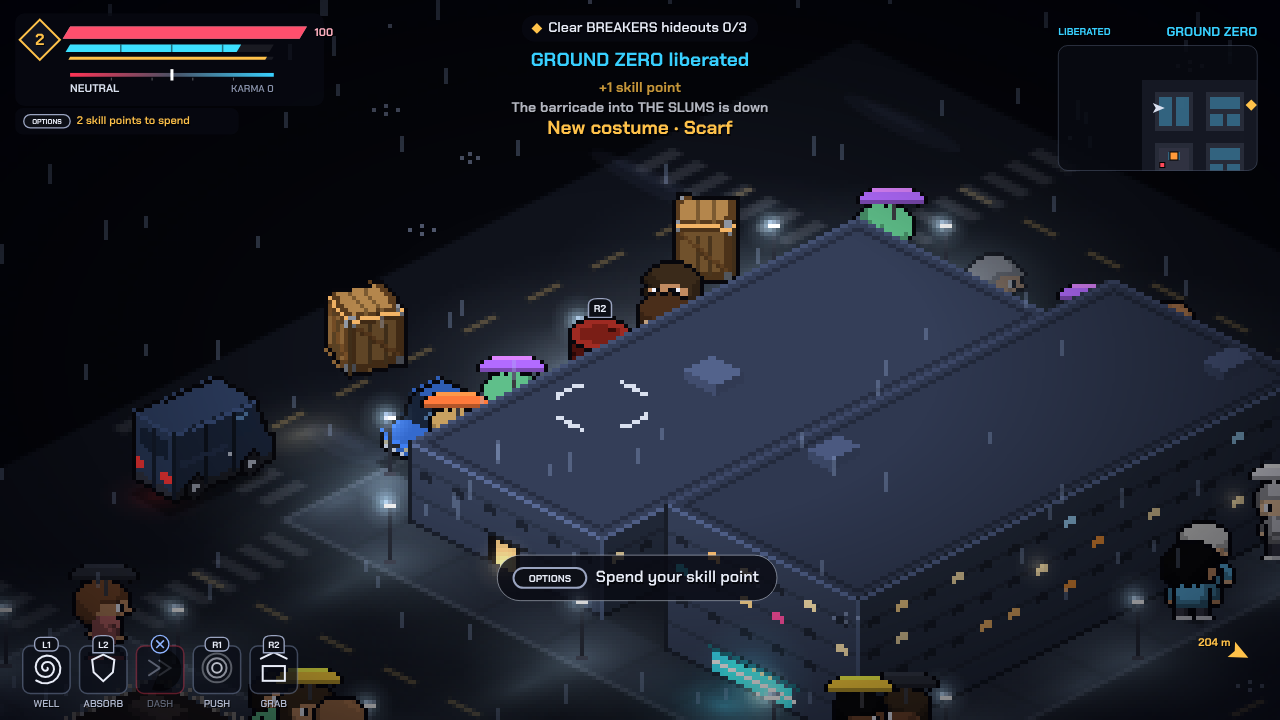 2
100
NEUTRAL
KARMA 0
OPTIONS
2 skill points to spend
Clear BREAKERS hideouts 0/3
GROUND ZERO liberated
+1 skill point
The barricade into THE SLUMS is down
New costume · Scarf
LIBERATED
GROUND ZERO
R2
OPTIONS
Spend your skill point
204 m
L1
L2
R1
R2
WELL
ABSORB
DASH
PUSH
GRAB